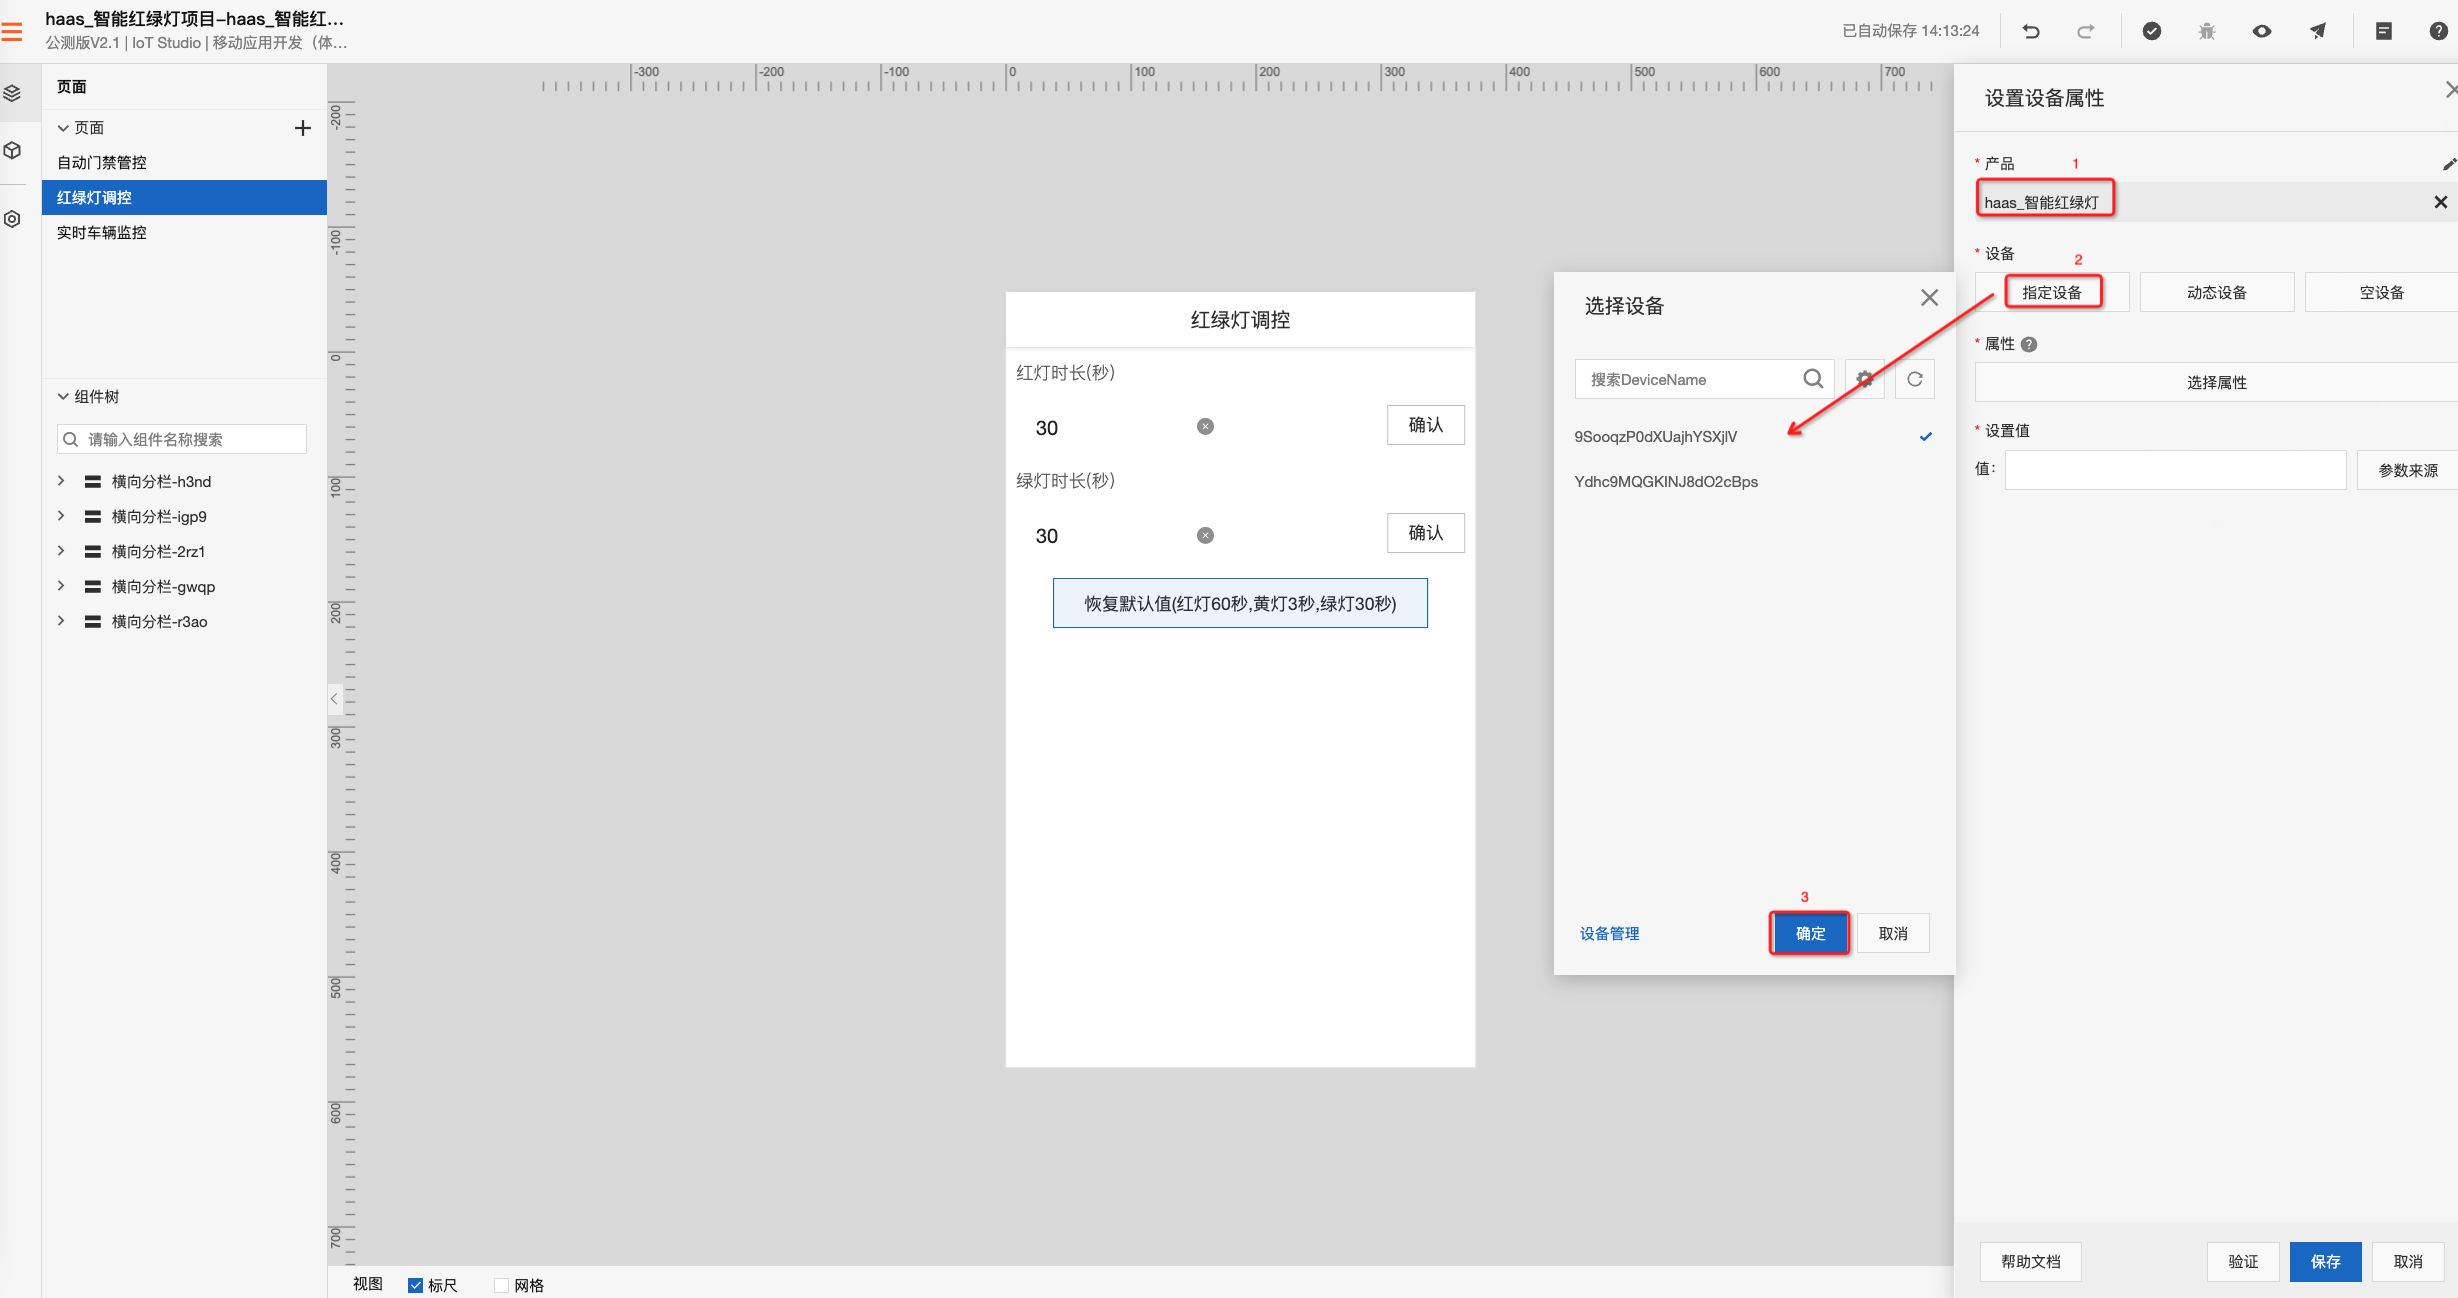 haas_智能红绿灯项目-haas_智能红...
公测版V2.1 | IoT Studio | 移动应用开发（体...
已自动保存 14:13:24
页面
页面
自动门禁管控
红绿灯调控
实时车辆监控
组件树
请输入组件名称搜索
横向分栏-h3nd
横向分栏-igp9
横向分栏-2rz1
横向分栏-gwqp
横向分栏-r3ao
-300 -200 -100 0 100 200 300 400 500 600 700
-200
-100
0
100
200
300
400
500
600
700
红绿灯调控
红灯时长(秒)
30 确认
绿灯时长(秒)
30 确认
恢复默认值(红灯60秒,黄灯3秒,绿灯30秒)
选择设备
搜索DeviceName
9SooqzP0dXUajhYSXjlV
Ydhc9MQGKINJ8dO2cBps
3
设备管理 确定 取消
设置设备属性
* 产品 1
haas_智能红绿灯
* 设备 2
指定设备 动态设备 空设备
* 属性
选择属性
* 设置值
值: 参数来源
帮助文档 验证 保存 取消
视图 标尺 网格